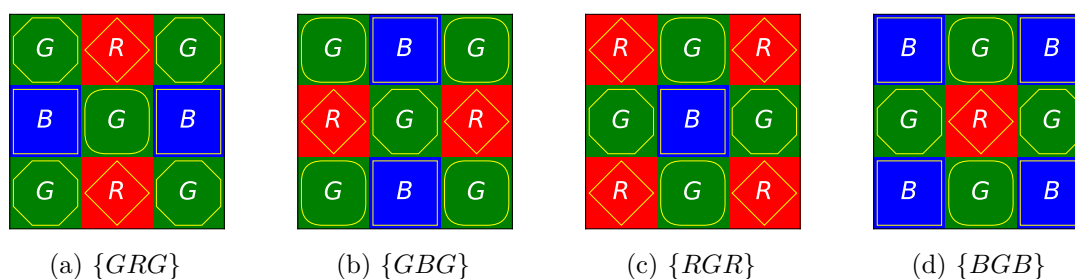 G R G
B G B
G R G
(a) {GRG}
G B G
R G R
G B G
(b) {GBG}
R G R
G B G
R G R
(c) {RGR}
B G B
G R G
B G B
(d) {BGB}